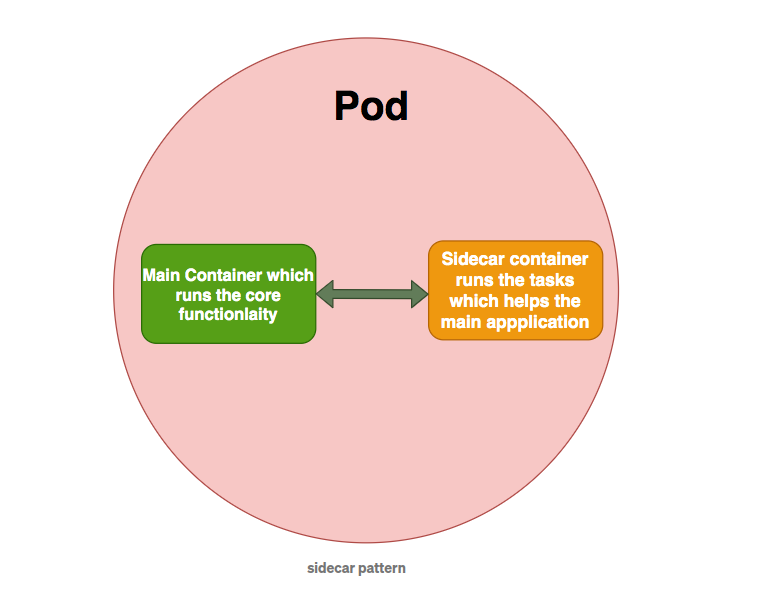 Pod
Main Container which
runs the core
functionlaity
Sidecar container
runs the tasks
which helps the
main appplication
sidecar pattern